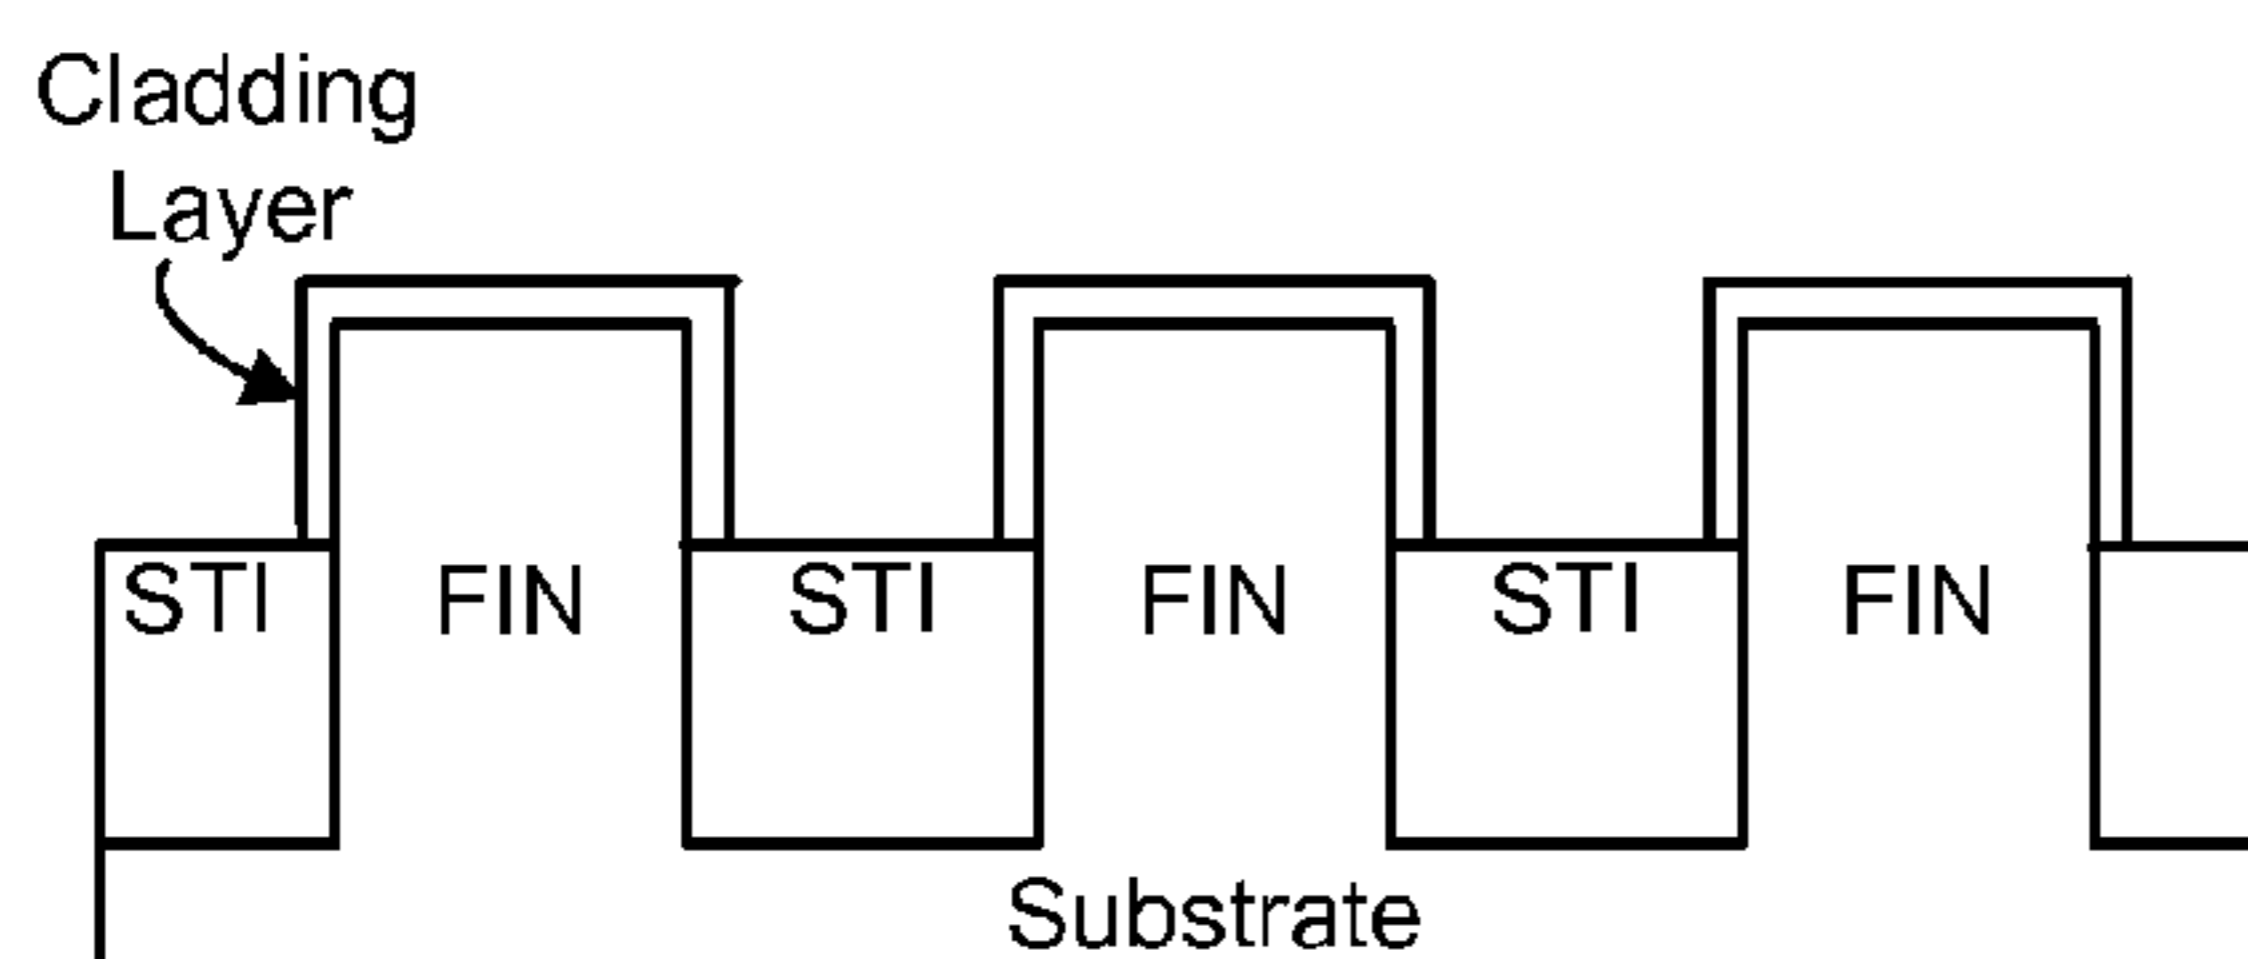 Cladding
Layer
STI FIN STI FIN STI FIN
Substrate